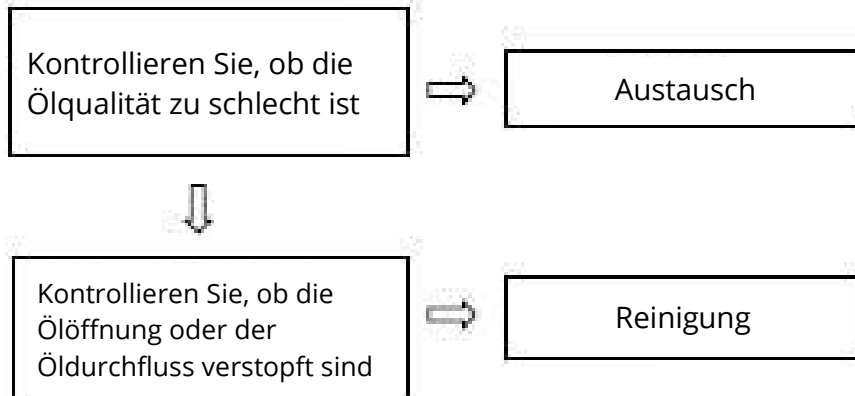 Kontrollieren Sie, ob die
Ölqualität zu schlecht ist
Austausch
Kontrollieren Sie, ob die
Ölöffnung oder der
Öldurchfluss verstopft sind
Reinigung